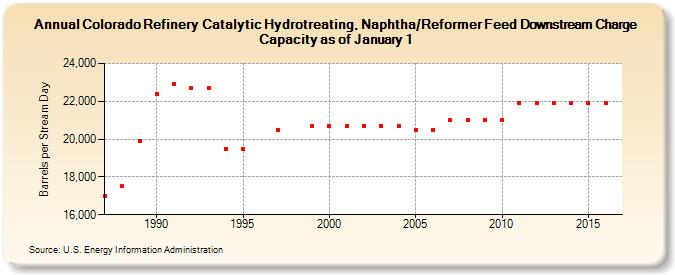 Annual Colorado Refinery Catalytic Hydrotreating, Naphtha/Reformer Feed Downstream Charge
Capacity as of January 1
Barrels per Stream Day
24,000
22,000
20,000
18,000
16,000
1990
1995
2000
2005
2010
2015
Source: U.S. Energy Information Administration